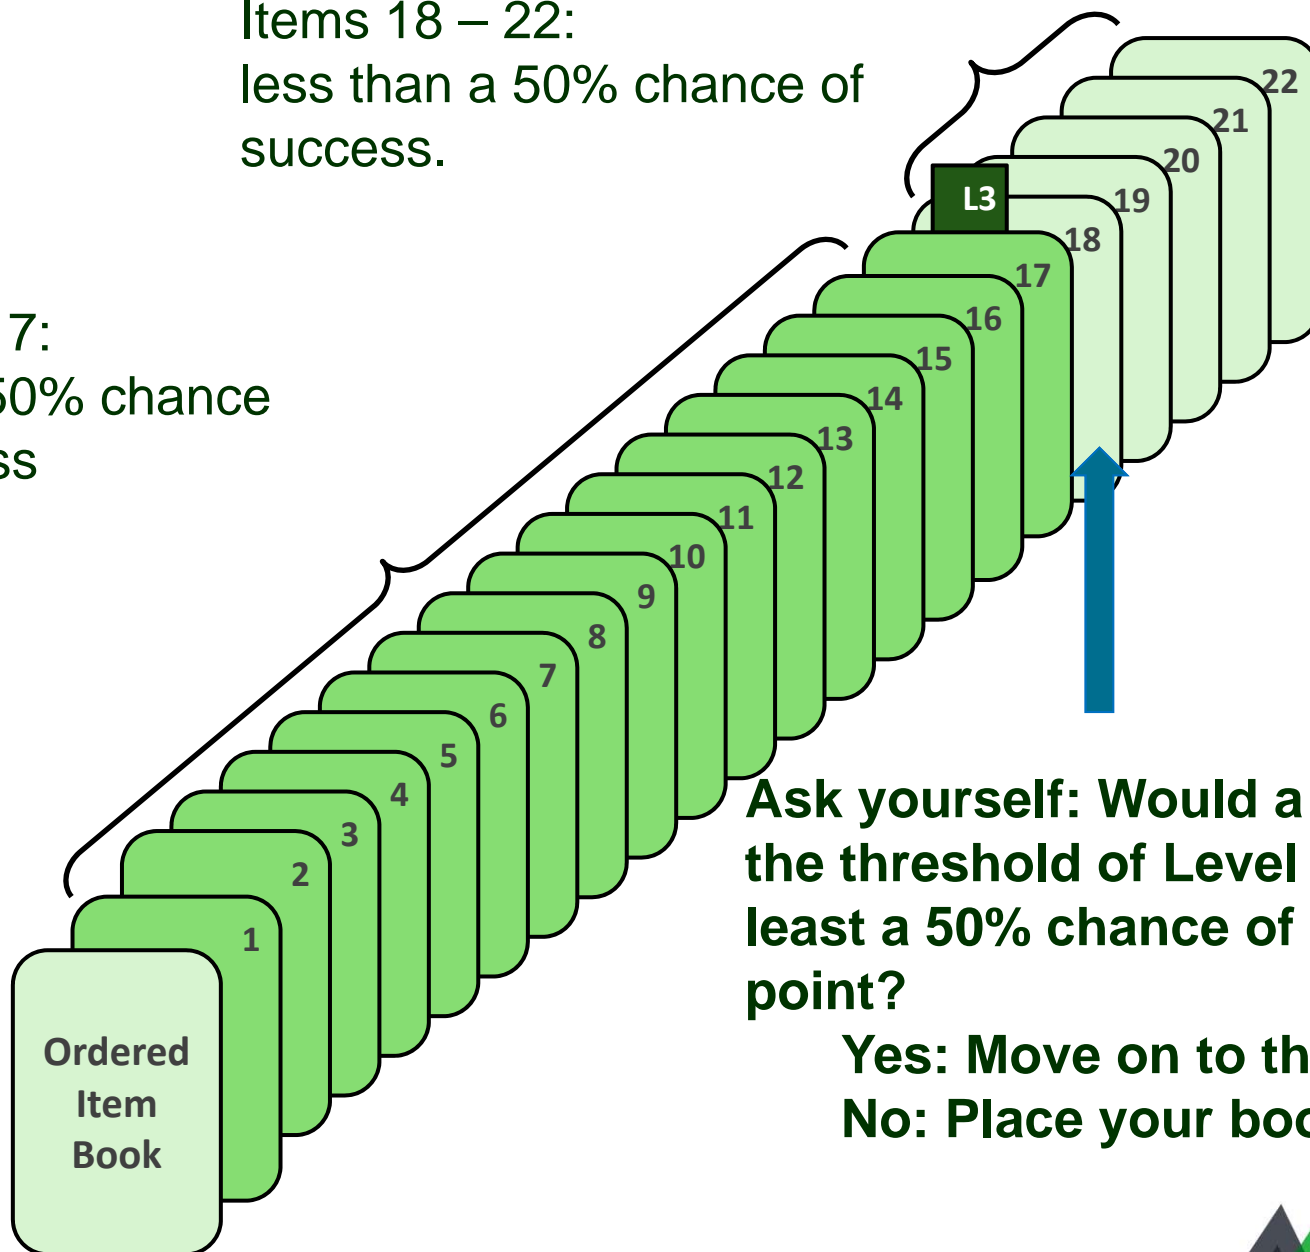 Items 18 – 22:
less than a 50% chance of
success.
7:
50% chance
ss
22
21
20
19
L3
18
17
16
15
14
13
12
11
10
9
8
7
6
5
4
3
2
1
Ordered
Item
Book
Ask yourself: Would a
the threshold of Level
least a 50% chance of
point?
Yes: Move on to th
No: Place your boo